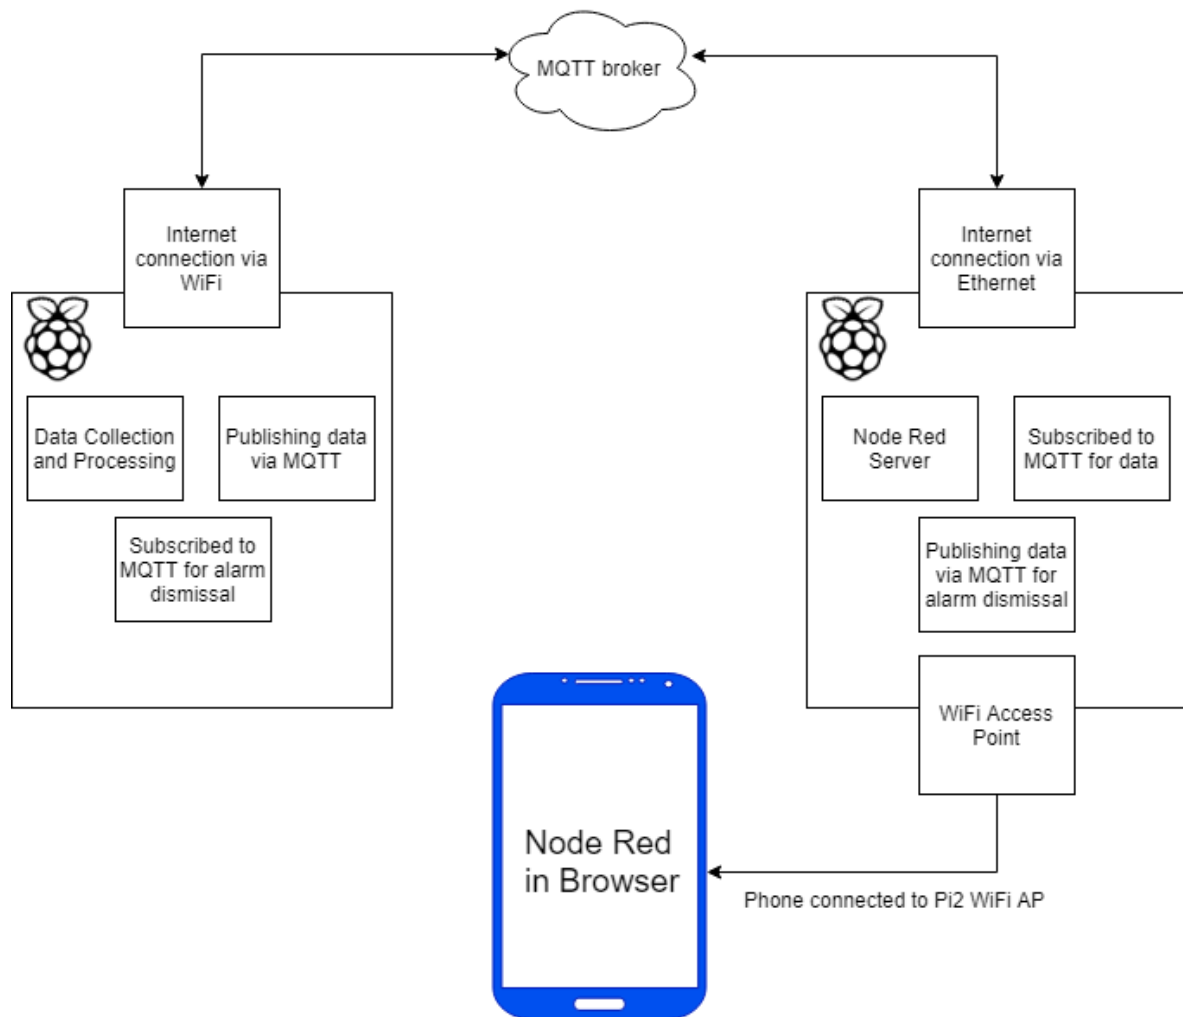 MQTT broker
Internet
connection via
WiFi
Internet
connection via
Ethernet
Data Collection
and Processing
Publishing data
via MQTT
Subscribed to
MQTT for alarm
dismissal
Node Red
Server
Subscribed to
MQTT for data
Publishing data
via MQTT for
alarm dismissal
WiFi Access
Point
Node Red
in Browser
Phone connected to Pi2 WiFi AP